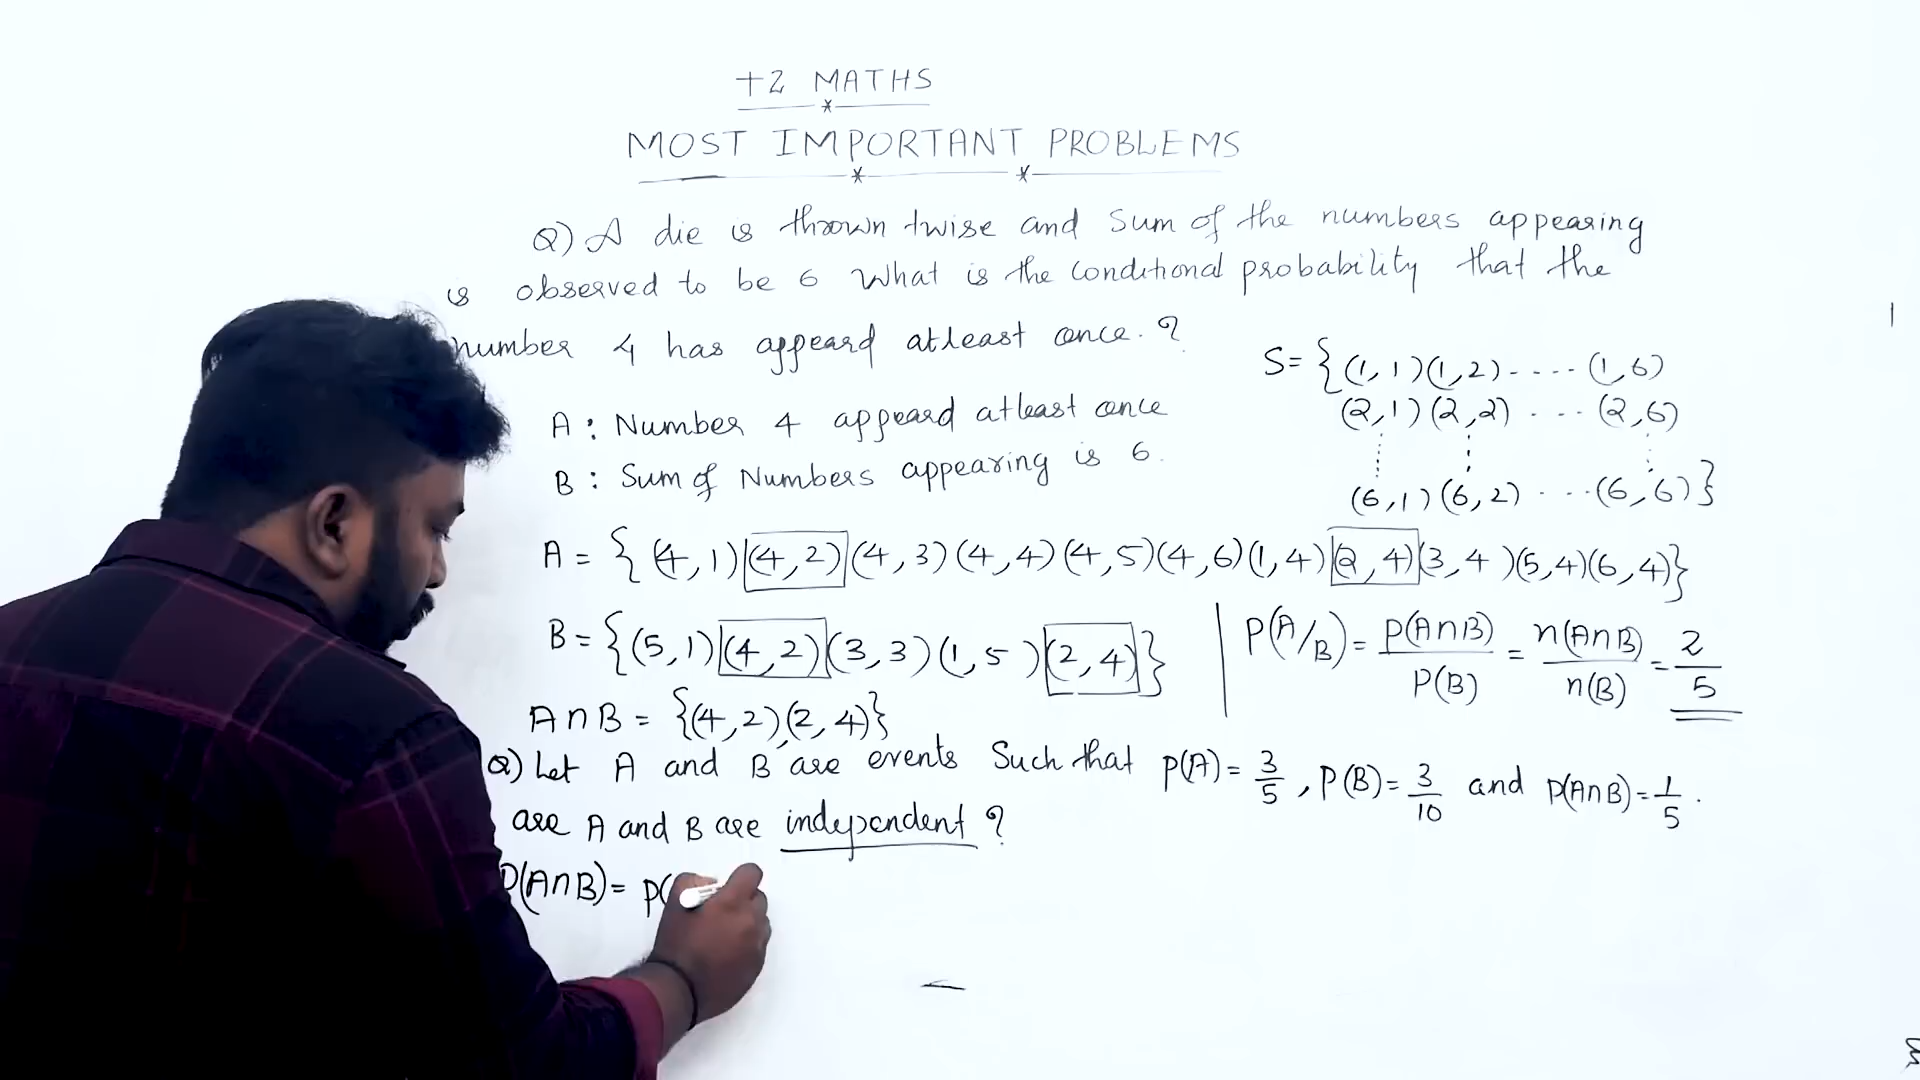 +2 MATHS
MOST IMPORTANT PROBLEMS
Q) A die is thrown twise and Sum of the numbers appearing
is observed to be 6 What is the Conditional probability that the
number 4 has appeard atleast once.?
S= {(1,1)(1,2)-----(1,6)
(2,1)(2,2)....(2,6)
(6,1)(6,2)....(6,6)}
A : Number 4 appeard atleast once
B : Sum of Numbers appearing is 6.
A = {(4,1)(4,2)(4,3)(4,4)(4,5)(4,6)(1,4)(2,4)(3,4)(5,4)(6,4)}
B = {(5,1)(4,2)(3,3)(1,5)(2,4)}
P(A/B) = P(A∩B)/P(B) = n(A∩B)/n(B) = 2/5
A∩B = {(4,2),(2,4)}
Q) Let A and B are events Such that P(A)= 3/5, P(B)= 3/10 and P(A∩B)=1/5.
are A and B are independent ?
P(A∩B)= P(